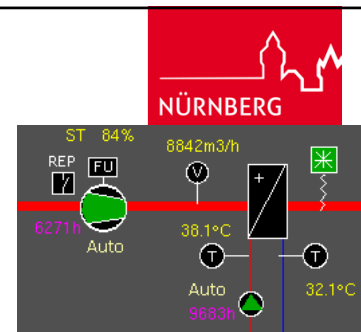 NÜRNBERG
ST 84%
8842m3/h
REP
FU
V
+
6271h
38.1°C
Auto
T
T
Auto
32.1°C
9683h